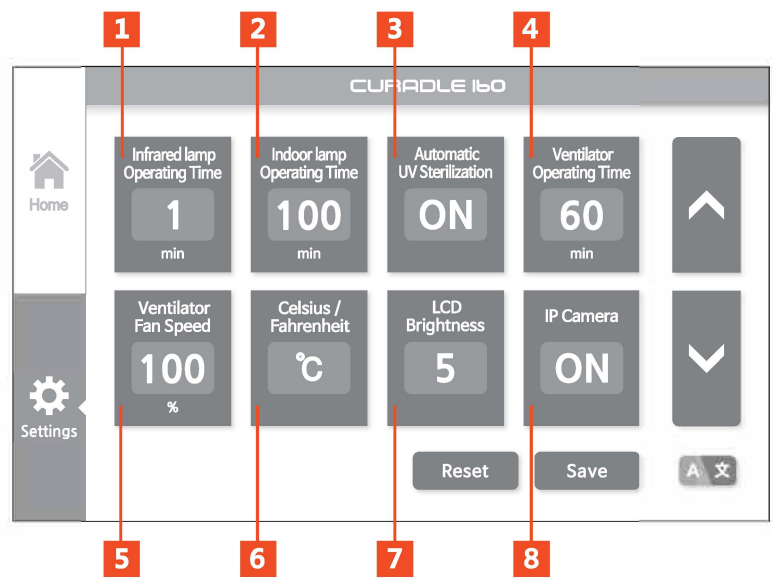 1 2 3 4
CURADLE 160
Home
Infrared lamp
Operating Time
1
min
Indoor lamp
Operating Time
100
min
Automatic
UV Sterilization
ON
Ventilator
Operating Time
60
min
Settings
Ventilator
Fan Speed
100
%
Celsius /
Fahrenheit
℃
LCD
Brightness
5
IP Camera
ON
Reset
Save
A 文
5 6 7 8